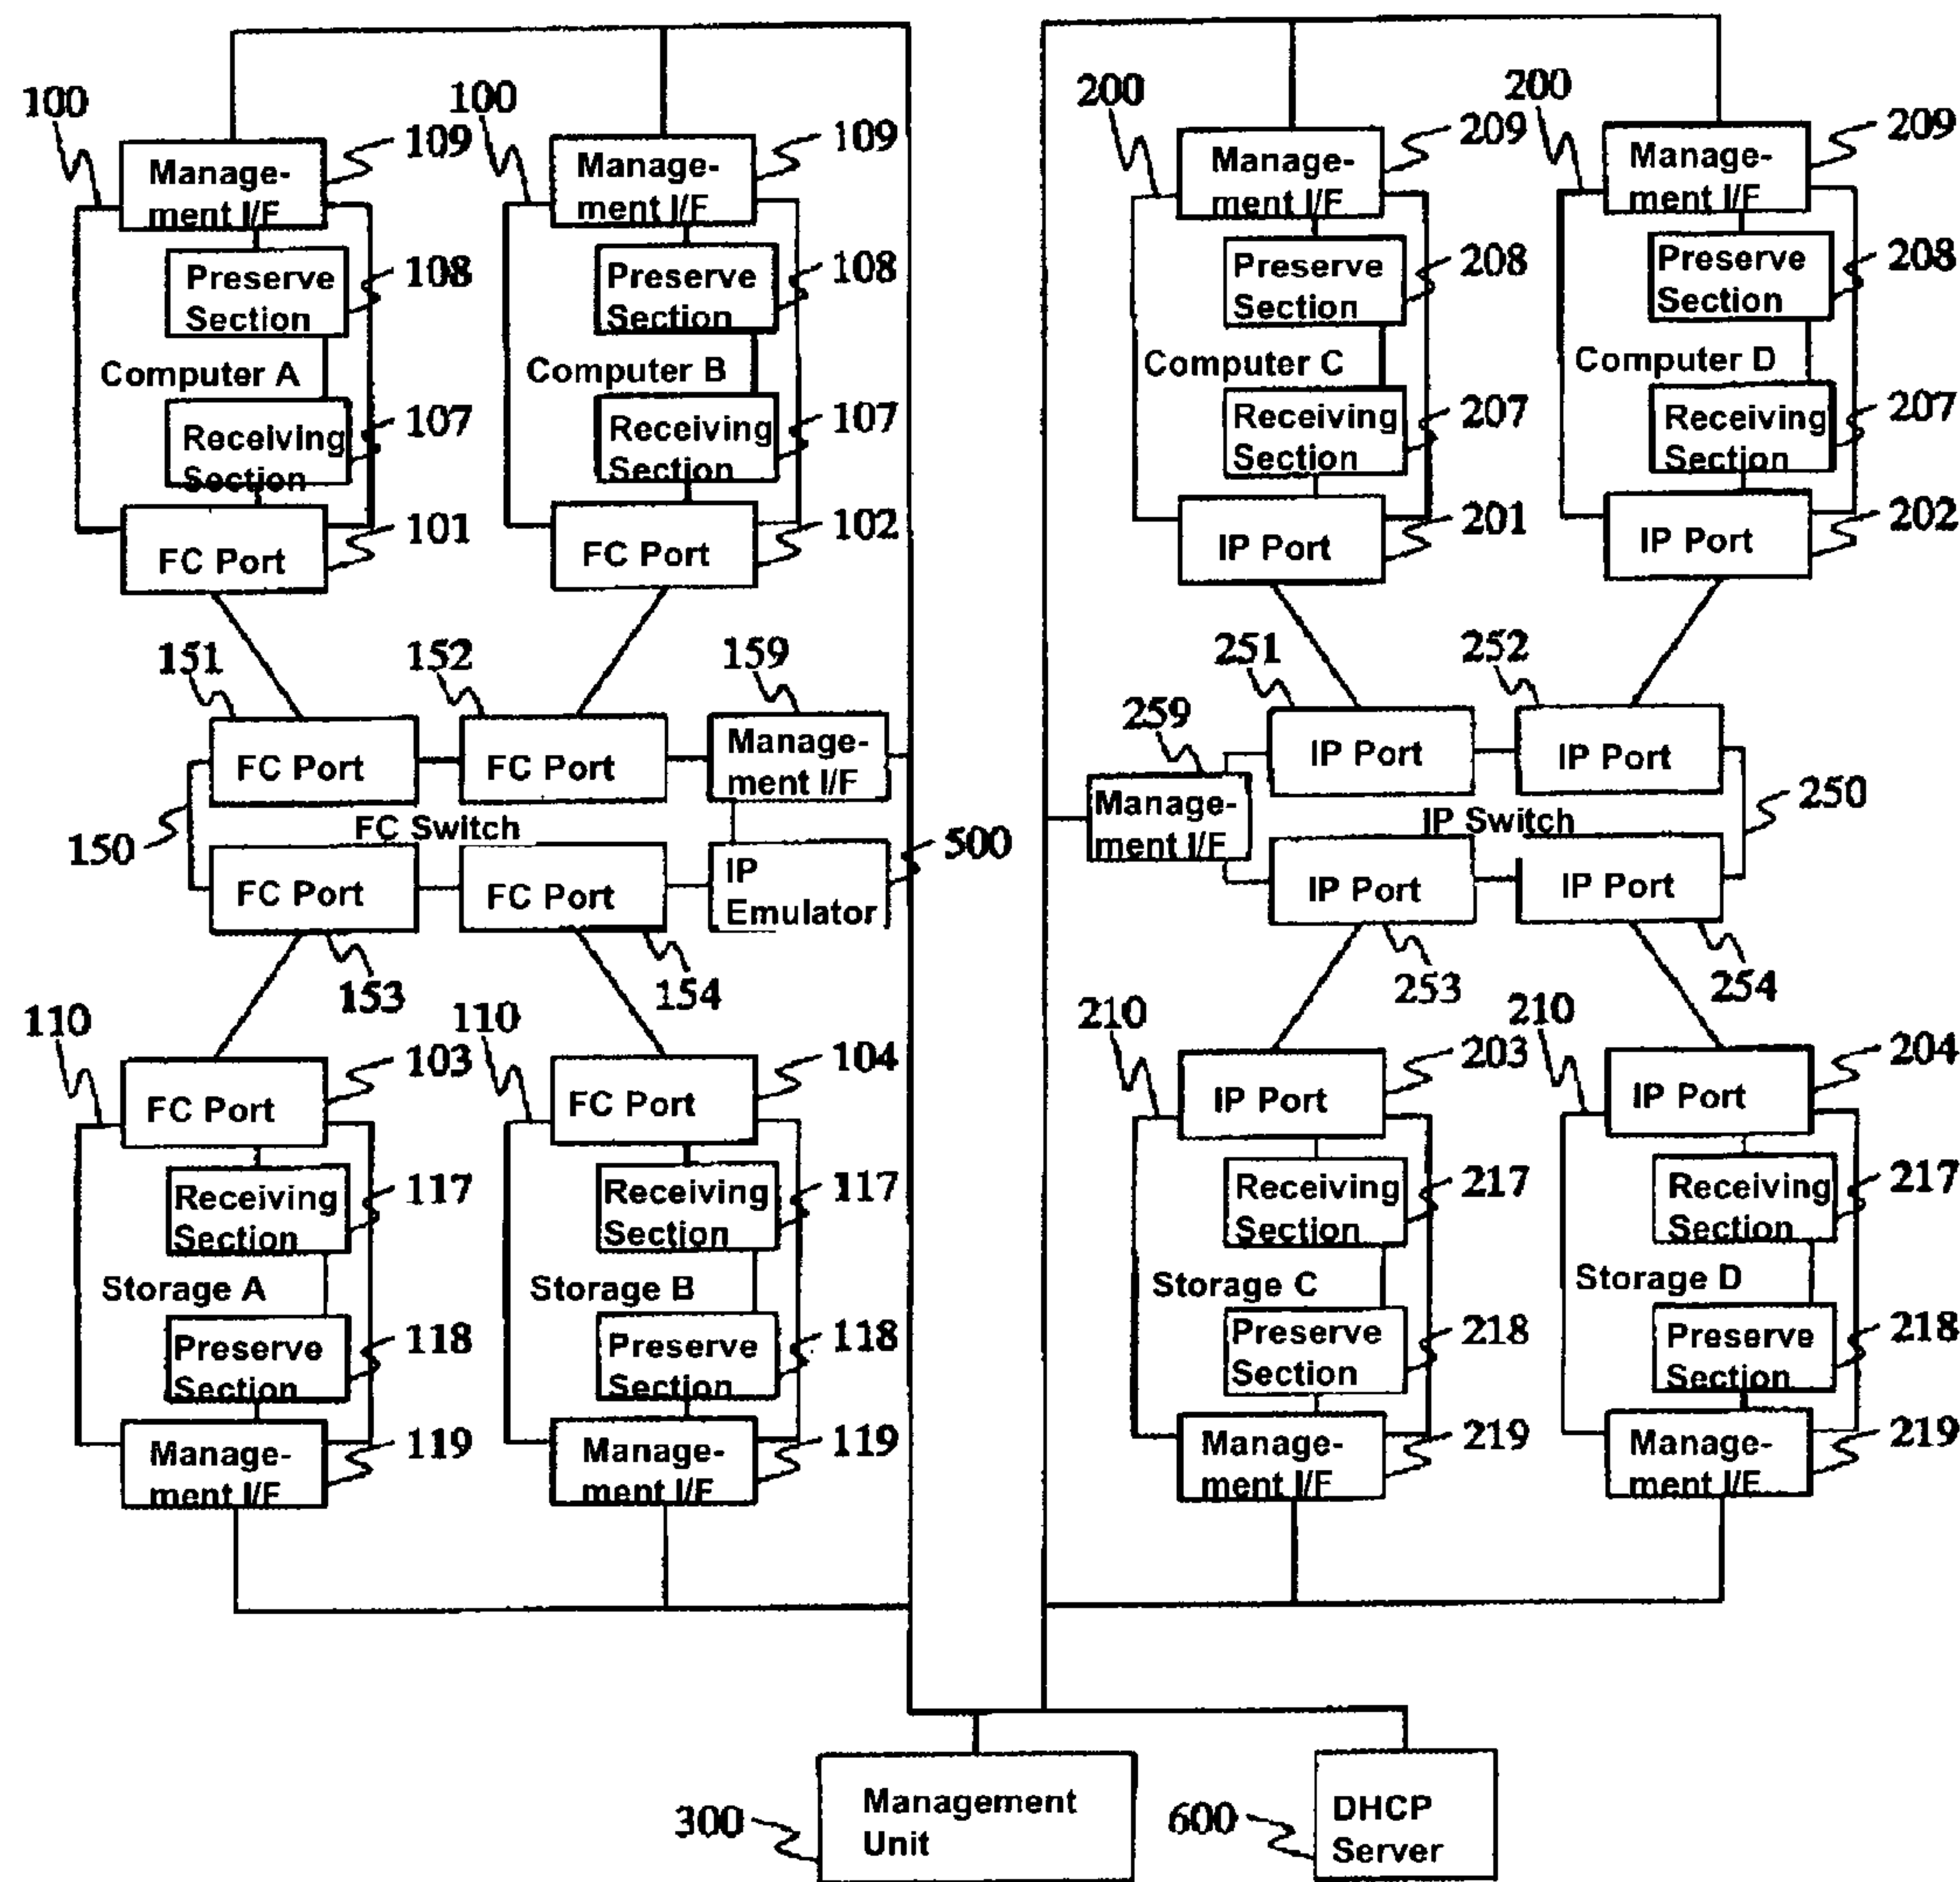 100
100
200
200
109
109
209
209
Manage-
ment I/F
Manage-
ment I/F
Manage-
ment I/F
Manage-
ment I/F
Preserve
Section
108
Preserve
Section
108
Preserve
Section
208
Preserve
Section
208
Computer A
Computer B
Computer C
Computer D
Receiving
Section
107
Receiving
Section
107
Receiving
Section
207
Receiving
Section
207
FC Port
101
FC Port
102
IP Port
201
IP Port
202
151
152
159
251
252
259
FC Port
FC Port
Manage-
ment I/F
IP Port
IP Port
Manage-
ment I/F
150
FC Switch
500
IP Switch
250
FC Port
FC Port
IP
Emulator
IP Port
IP Port
153
154
253
254
110
110
210
210
FC Port
103
FC Port
104
IP Port
203
IP Port
204
Receiving
Section
117
Receiving
Section
117
Receiving
Section
217
Receiving
Section
217
Storage A
Storage B
Storage C
Storage D
Preserve
Section
118
Preserve
Section
118
Preserve
Section
218
Preserve
Section
218
Manage-
ment I/F
119
Manage-
ment I/F
119
Manage-
ment I/F
219
Manage-
ment I/F
219
300
Management
Unit
600
DHCP
Server